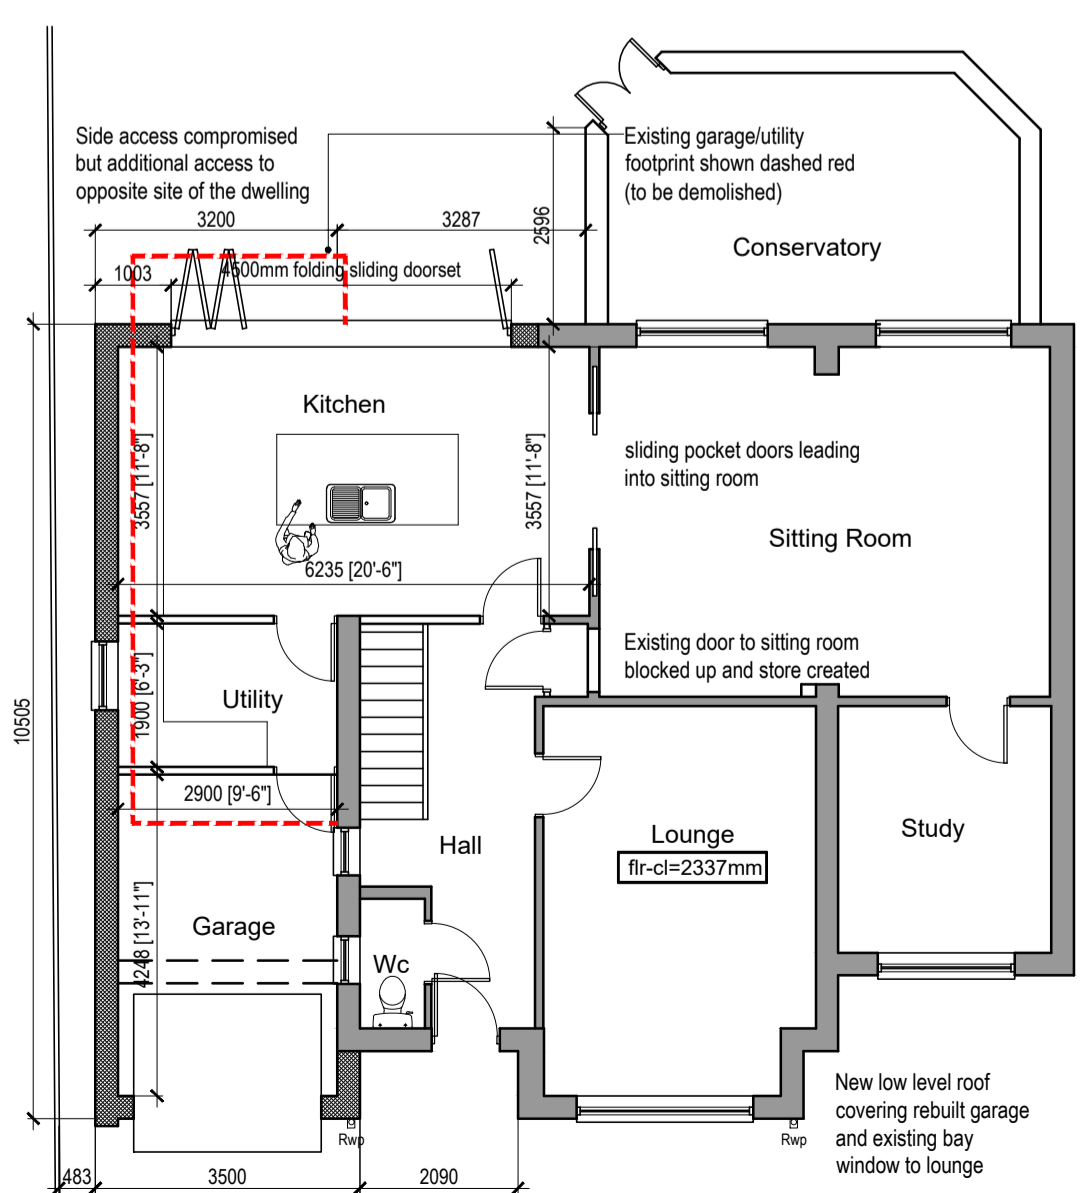 Side access compromised
but additional access to
opposite site of the dwelling
Existing garage/utility
footprint shown dashed red
(to be demolished)
3200
3287
2596
Conservatory
1003
4500mm folding sliding doorset
Kitchen
3557 [11'-8"]
3557 [11'-8"]
sliding pocket doors leading
into sitting room
Sitting Room
6235 [20'-6"]
Existing door to sitting room
blocked up and store created
Utility
1900 [6'-3"]
10505
2900 [9'-6"]
Hall
Lounge
flr-cl=2337mm
Study
Garage
4248 [13'-11"]
Wc
New low level roof
covering rebuilt garage
and existing bay
window to lounge
Rwp
Rwp
483
3500
2090